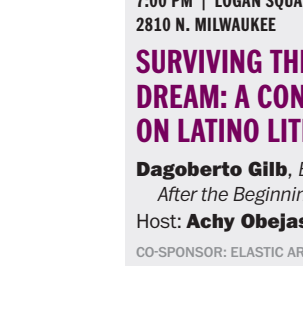 7:00 PM | LOGAN SQUA
2810 N. MILWAUKEE
SURVIVING TH
DREAM: A CON
ON LATINO LIT
Dagoberto Gilb,
After the Beginnin
Host: Achy Obejas
CO-SPONSOR: ELASTIC AR